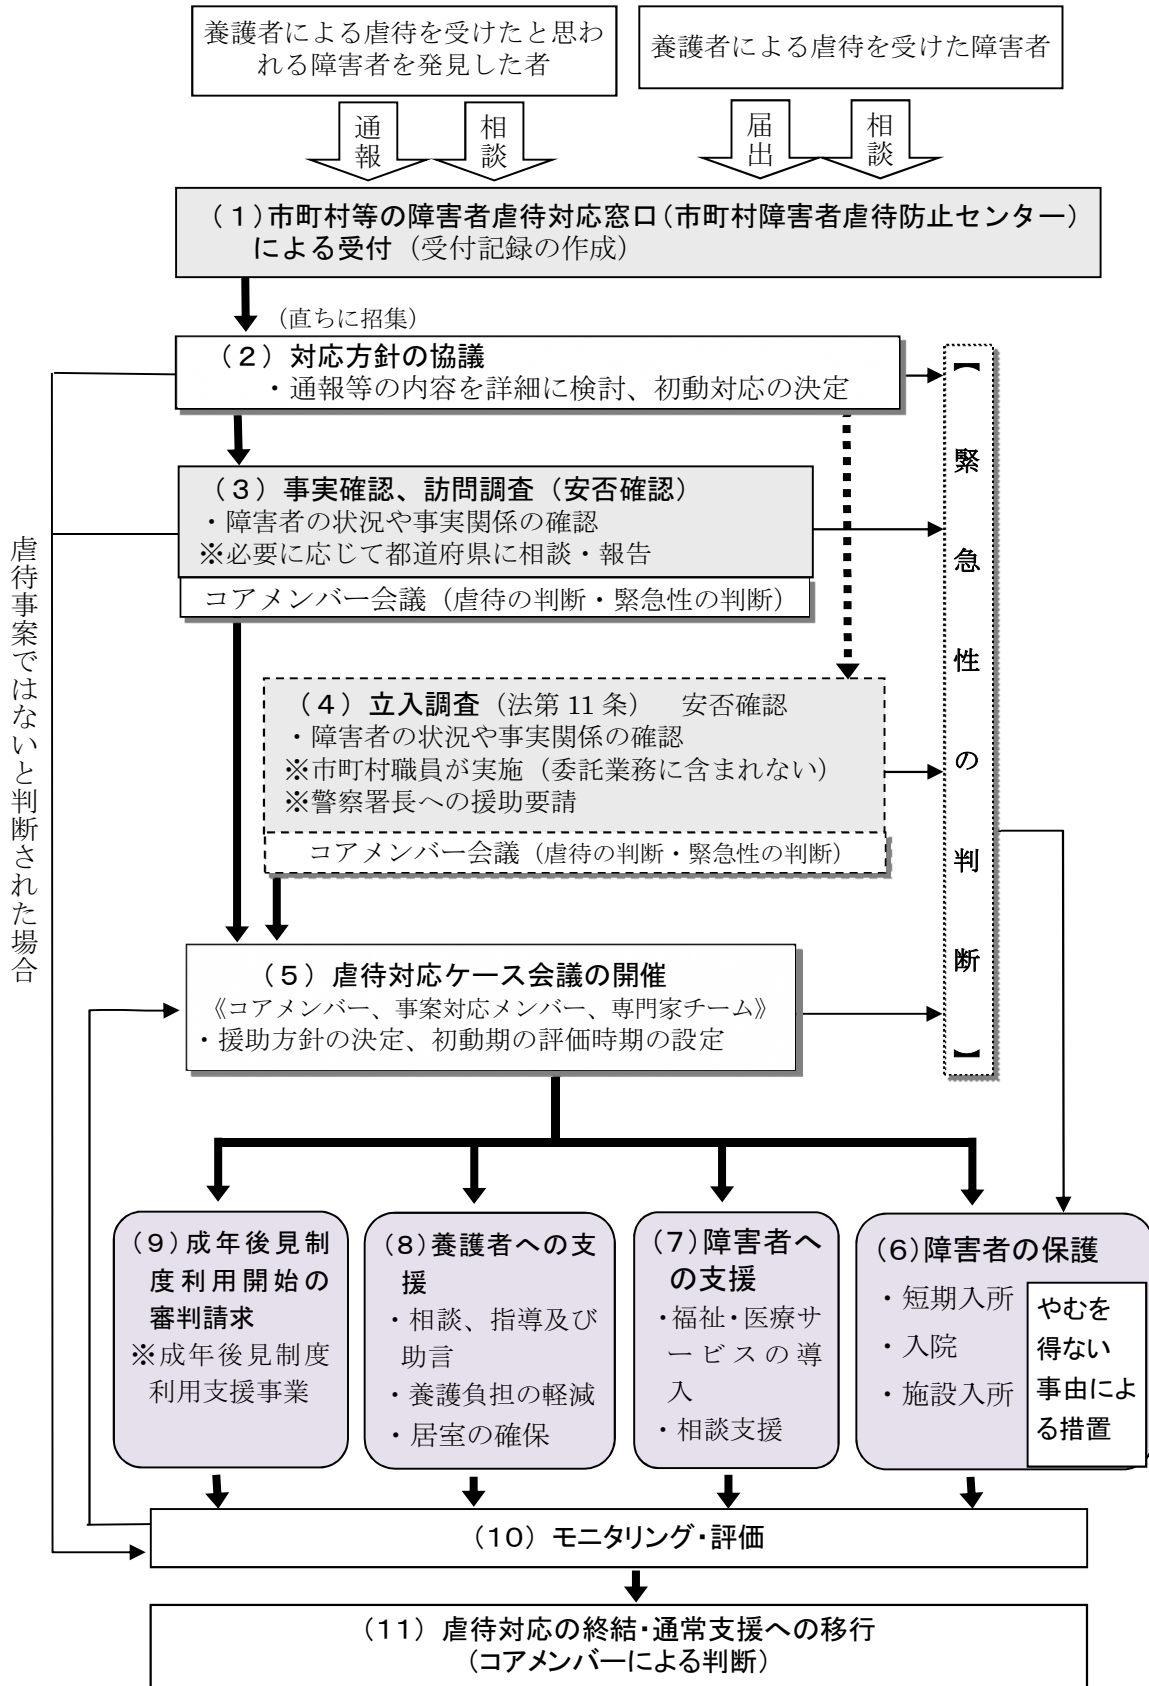 養護者による虐待を受けたと思わ
れる障害者を発見した者
養護者による虐待を受けた障害者
通報
相談
届出
相談
（１）市町村等の障害者虐待対応窓口（市町村障害者虐待防止センター）
による受付（受付記録の作成）
（直ちに招集）
（２）対応方針の協議
・通報等の内容を詳細に検討、初動対応の決定
（３）事実確認、訪問調査（安否確認）
・障害者の状況や事実関係の確認
※必要に応じて都道府県に相談・報告
コアメンバー会議（虐待の判断・緊急性の判断）
（４）立入調査（法第 11 条）　安否確認
・障害者の状況や事実関係の確認
※市町村職員が実施（委託業務に含まれない）
※警察署長への援助要請
コアメンバー会議（虐待の判断・緊急性の判断）
【緊急性の判断】
虐待事案ではないと判断された場合
（５）虐待対応ケース会議の開催
《コアメンバー、事案対応メンバー、専門家チーム》
・援助方針の決定、初動期の評価時期の設定
（９）成年後見制
度利用開始の
審判請求
※成年後見制度
利用支援事業
（８）養護者への支
援
・相談、指導及び
助言
・養護負担の軽減
・居室の確保
（７）障害者へ
の支援
・福祉・医療サ
ービスの導
入
・相談支援
（６）障害者の保護
・短期入所
・入院
・施設入所
やむを
得ない
事由によ
る措置
（10）モニタリング・評価
（11）虐待対応の終結・通常支援への移行
（コアメンバーによる判断）